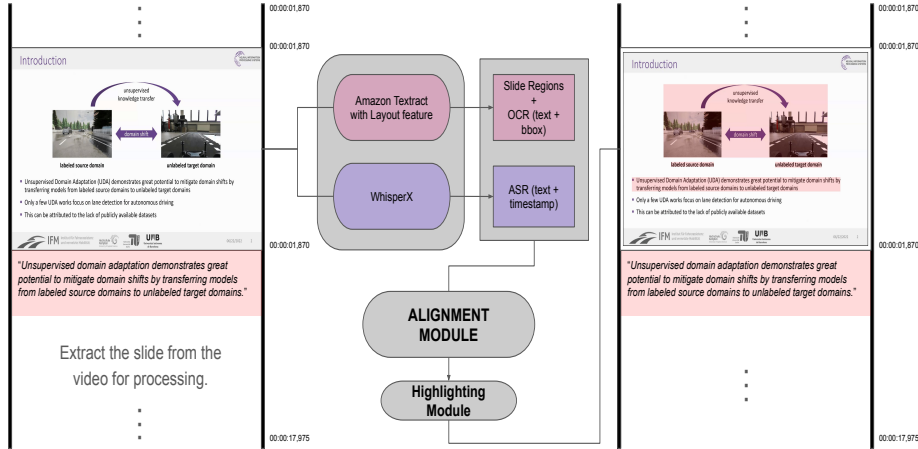 00:00:01,870
00:00:01,870
Introduction
unsupervised
knowledge transfer
domain shift
labeled source domain
unlabeled target domain
Unsupervised Domain Adaptation (UDA) demonstrates great potential to mitigate domain shifts by
transferring models from labeled source domains to unlabeled target domains
Only a few UDA works focus on lane detection for autonomous driving
This can be attributed to the lack of publicly available datasets
IFM
UAB
00:00:01,870
"Unsupervised domain adaptation demonstrates great
potential to mitigate domain shifts by transferring models
from labeled source domains to unlabeled target domains."
Extract the slide from the
video for processing.
00:00:17,975
Amazon Textract
with Layout feature
WhisperX
Slide Regions
+
OCR (text +
bbox)
ASR (text +
timestamp)
ALIGNMENT
MODULE
Highlighting
Module
00:00:01,870
00:00:01,870
Introduction
unsupervised
knowledge transfer
domain shift
labeled source domain
unlabeled target domain
Unsupervised Domain Adaptation (UDA) demonstrates great potential to mitigate domain shifts by
transferring models from labeled source domains to unlabeled target domains
Only a few UDA works focus on lane detection for autonomous driving
This can be attributed to the lack of publicly available datasets
IFM
UAB
00:00:01,870
"Unsupervised domain adaptation demonstrates great
potential to mitigate domain shifts by transferring models
from labeled source domains to unlabeled target domains."
00:00:17,975